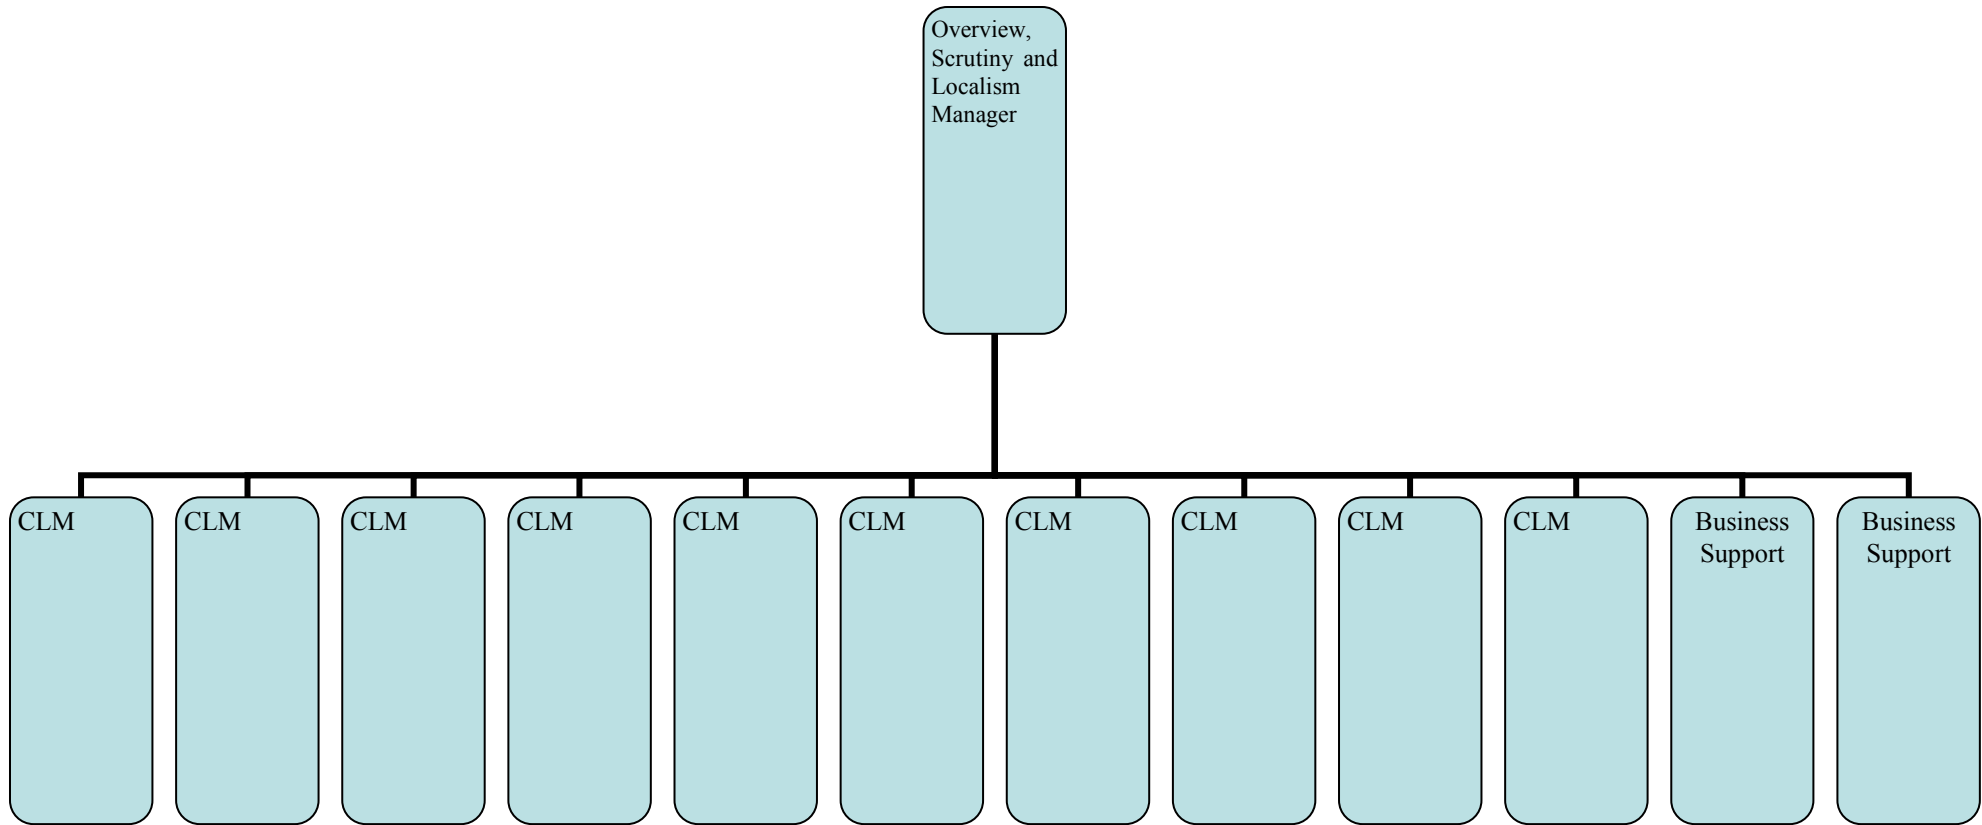 Overview,
Scrutiny and
Localism
Manager
CLM
CLM
CLM
CLM
CLM
CLM
CLM
CLM
CLM
CLM
Business
Support
Business
Support